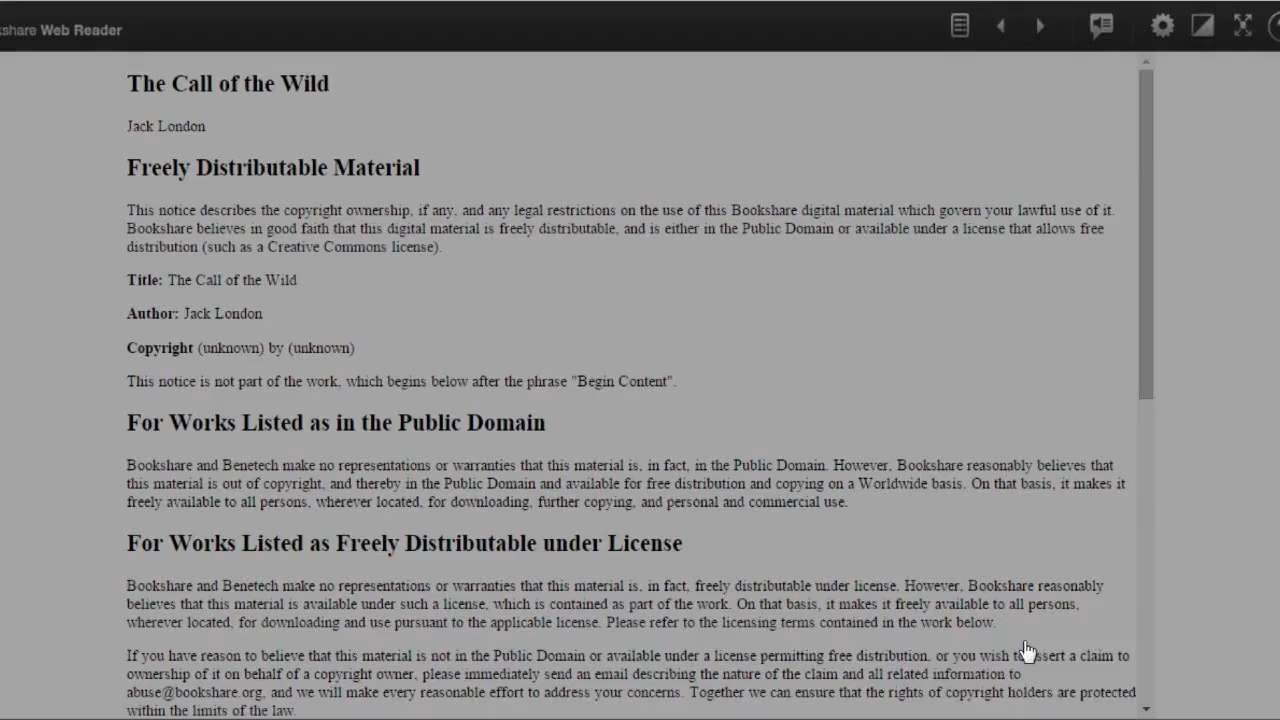 kshare Web Reader
The Call of the Wild
Jack London
Freely Distributable Material
This notice describes the copyright ownership, if any, and any legal restrictions on the use of this Bookshare digital material which govern your lawful use of it.
Bookshare believes in good faith that this digital material is freely distributable, and is either in the Public Domain or available under a license that allows free
distribution (such as a Creative Commons license).
Title: The Call of the Wild
Author: Jack London
Copyright (unknown) by (unknown)
This notice is not part of the work, which begins below after the phrase "Begin Content".
For Works Listed as in the Public Domain
Bookshare and Benetech make no representations or warranties that this material is, in fact, in the Public Domain. However, Bookshare reasonably believes that
this material is out of copyright, and thereby in the Public Domain and available for free distribution and copying on a Worldwide basis. On that basis, it makes it
freely available to all persons, wherever located, for downloading, further copying, and personal and commercial use.
For Works Listed as Freely Distributable under License
Bookshare and Benetech make no representations or warranties that this material is, in fact, freely distributable under license. However, Bookshare reasonably
believes that this material is available under such a license, which is contained as part of the work. On that basis, it makes it freely available to all persons,
wherever located, for downloading and use pursuant to the applicable license. Please refer to the licensing terms contained in the work below.
If you have reason to believe that this material is not in the Public Domain or available under a license permitting free distribution, or you wish to assert a claim to
ownership of it on behalf of a copyright owner, please immediately send an email describing the nature of the claim and all related information to
abuse@bookshare.org, and we will make every reasonable effort to address your concerns. Together we can ensure that the rights of copyright holders are protected
within the limits of the law.